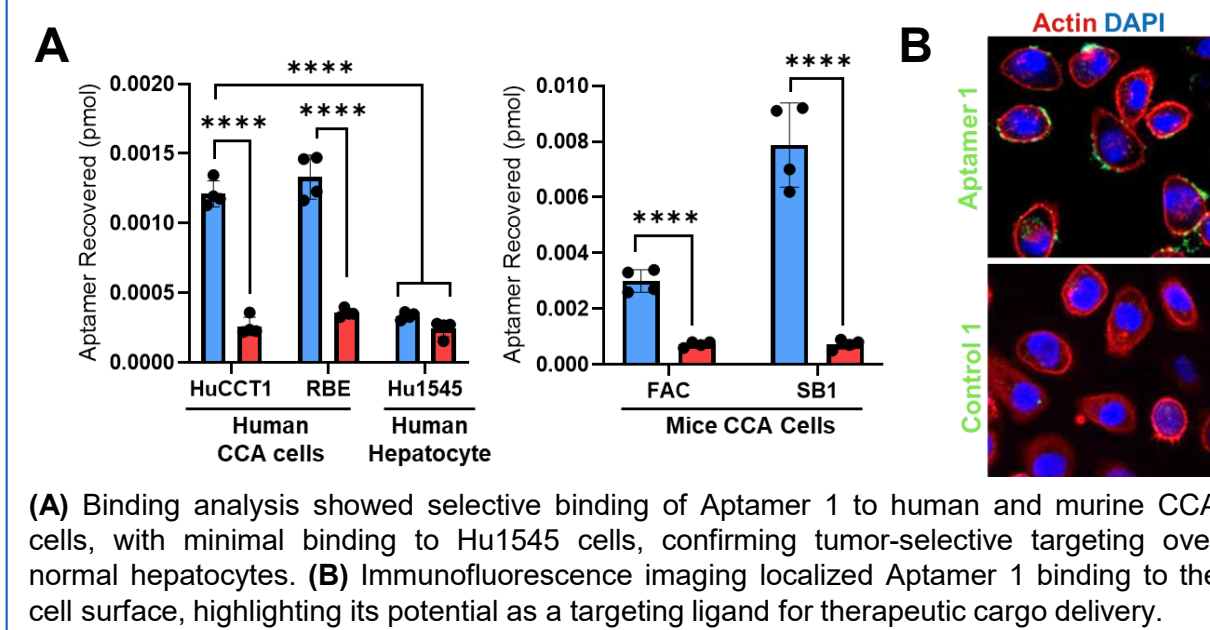 A
B
Actin DAPI
Aptamer 1
Control 1
Aptamer Recovered (pmol)
0.0020
0.0015
0.0010
0.0005
0.0000
****
****
****
HuCCT1 RBE Hu1545
Human
CCA cells
Human
Hepatocyte
Aptamer Recovered (pmol)
0.010
0.008
0.006
0.004
0.002
0.000
****
****
FAC SB1
Mice CCA Cells
(A) Binding analysis showed selective binding of Aptamer 1 to human and murine CCA
cells, with minimal binding to Hu1545 cells, confirming tumor-selective targeting ove
normal hepatocytes. (B) Immunofluorescence imaging localized Aptamer 1 binding to the
cell surface, highlighting its potential as a targeting ligand for therapeutic cargo delivery.